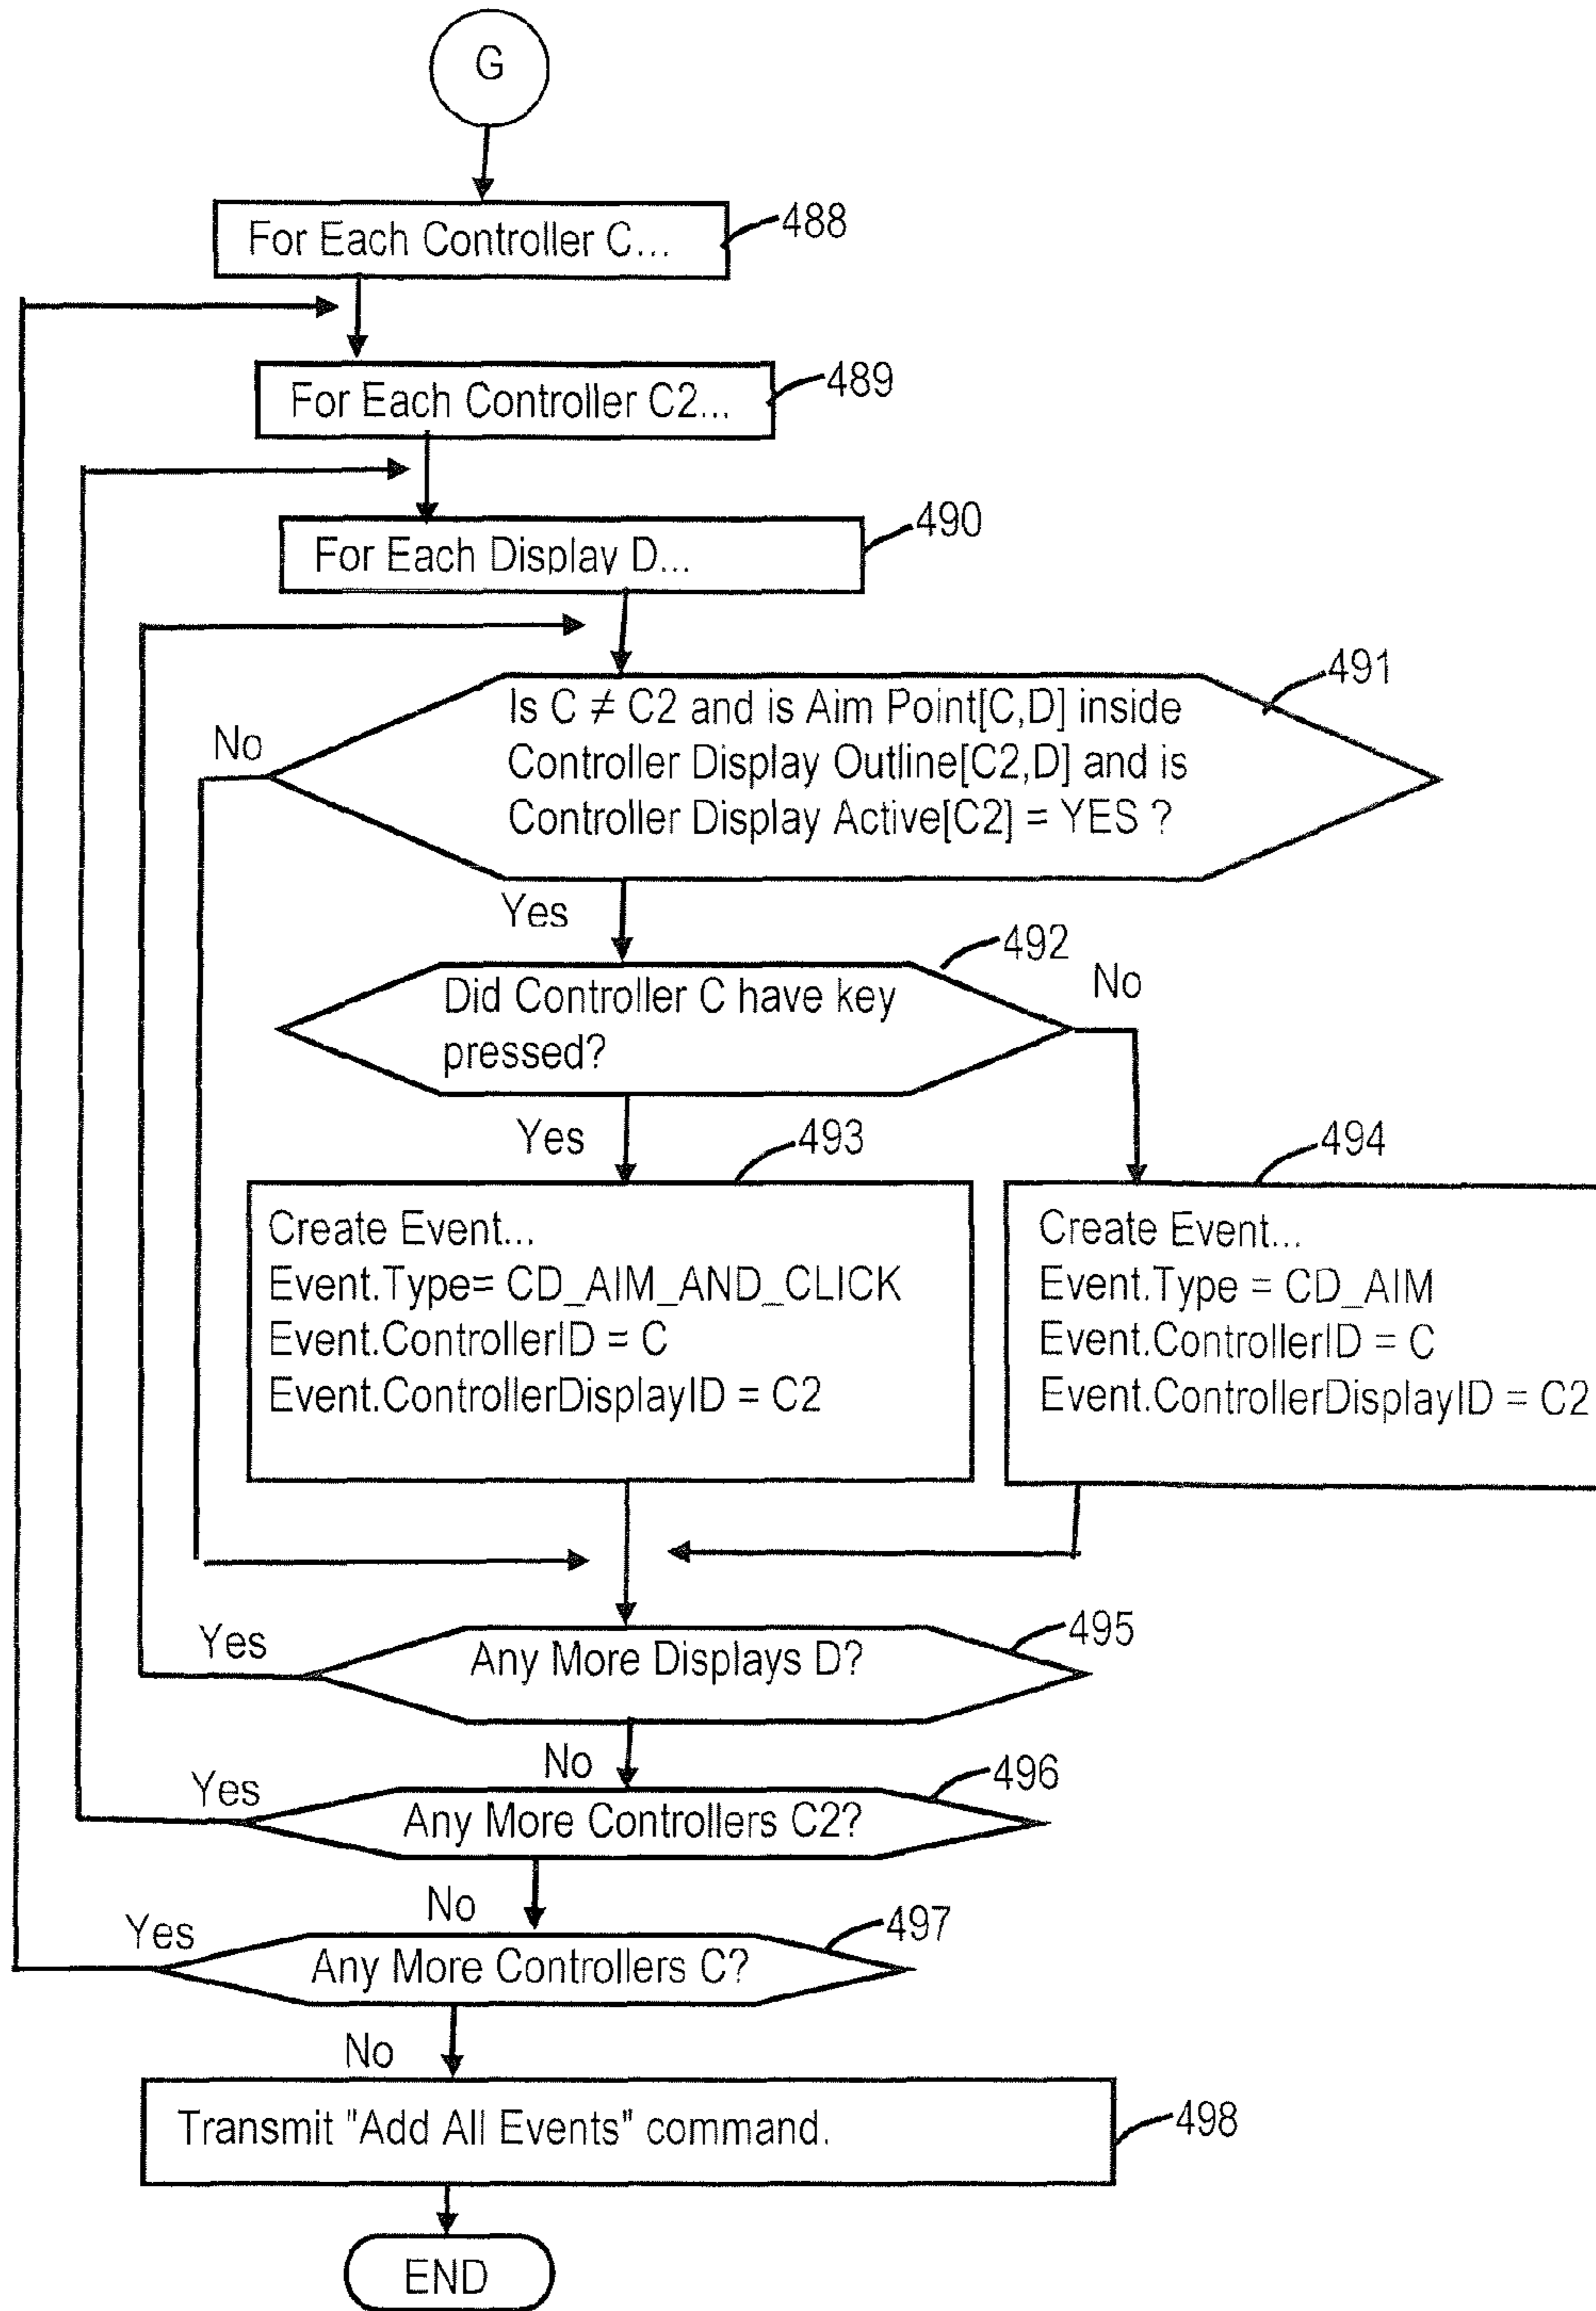 G
For Each Controller C...
488
For Each Controller C2...
489
For Each Display D...
490
Is C ≠ C2 and is Aim Point[C,D] inside
Controller Display Outline[C2,D] and is
Controller Display Active[C2] = YES ?
491
No
Yes
Did Controller C have key
pressed?
492
No
Yes
493
Create Event...
Event.Type= CD_AIM_AND_CLICK
Event.ControllerID = C
Event.ControllerDisplayID = C2
494
Create Event...
Event.Type = CD_AIM
Event.ControllerID = C
Event.ControllerDisplayID = C2
Any More Displays D?
495
Yes
No
Any More Controllers C2?
496
Yes
No
Any More Controllers C?
497
Yes
No
Transmit "Add All Events" command.
498
END